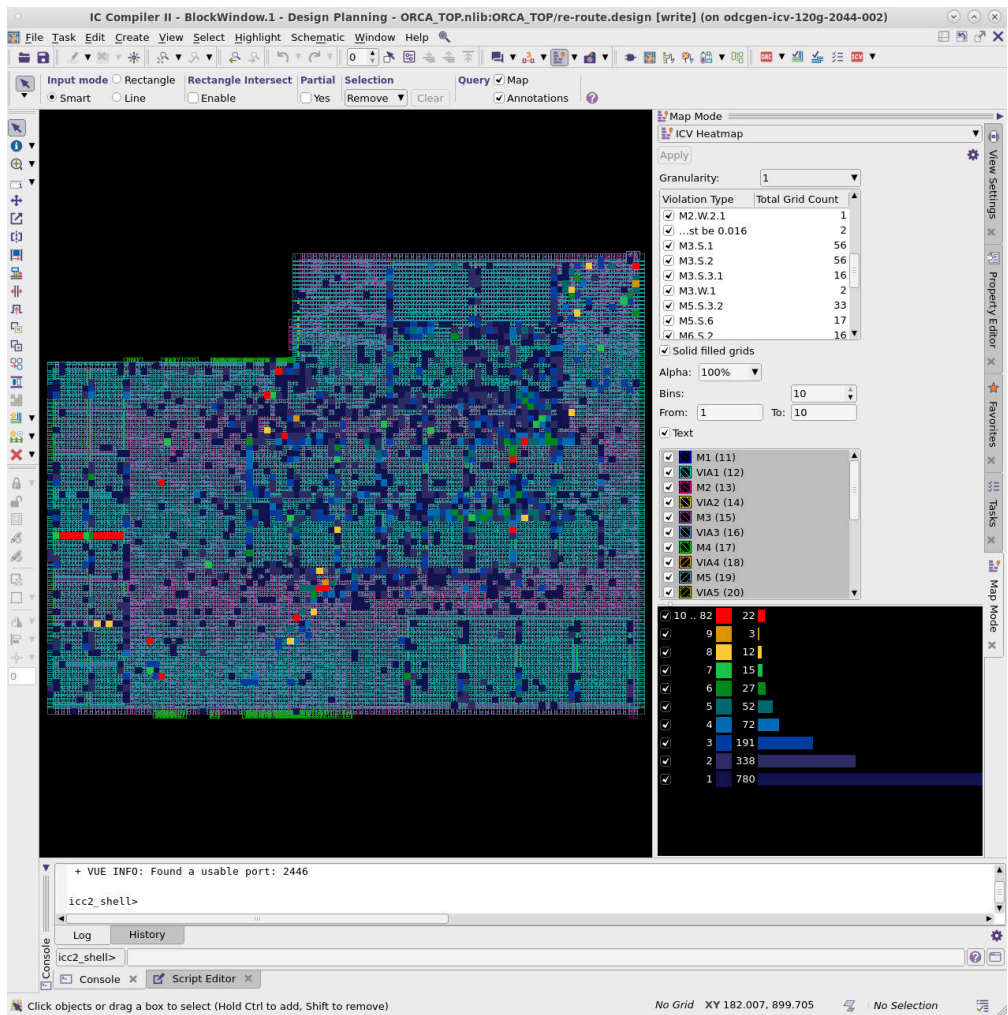 IC Compiler II - BlockWindow.1 - Design Planning - ORCA_TOP.nlib:ORCA_TOP/re-route.design [write] (on odcgen-icv-120g-2044-002)
File Task Edit Create View Select Highlight Schematic Window Help
0
Input mode Rectangle Rectangle Intersect Partial Selection Query Map
Smart Line Enable Yes Remove Clear Annotations
Map Mode
ICV Heatmap
Apply
Granularity: 1
Violation Type Total Grid Count
M2.W.2.1 1
...st be 0.016 2
M3.S.1 56
M3.S.2 56
M3.S.3.1 16
M3.W.1 2
M5.S.3.2 33
M5.S.6 17
M6.S.2 16
Solid filled grids
Alpha: 100%
Bins: 10
From: 1 To: 10
Text
M1 (11)
VIA1 (12)
M2 (13)
VIA2 (14)
M3 (15)
VIA3 (16)
M4 (17)
VIA4 (18)
M5 (19)
VIA5 (20)
10 .. 82 22
9 3
8 12
7 15
6 27
5 52
4 72
3 191
2 338
1 780
View Settings
Property Editor
Favorites
Tasks
Map Mode
0
+ VUE INFO: Found a usable port: 2446
icc2_shell>
Log History
Console
icc2_shell>
Console Script Editor
Click objects or drag a box to select (Hold Ctrl to add, Shift to remove) No Grid XY 182.007, 899.705 No Selection